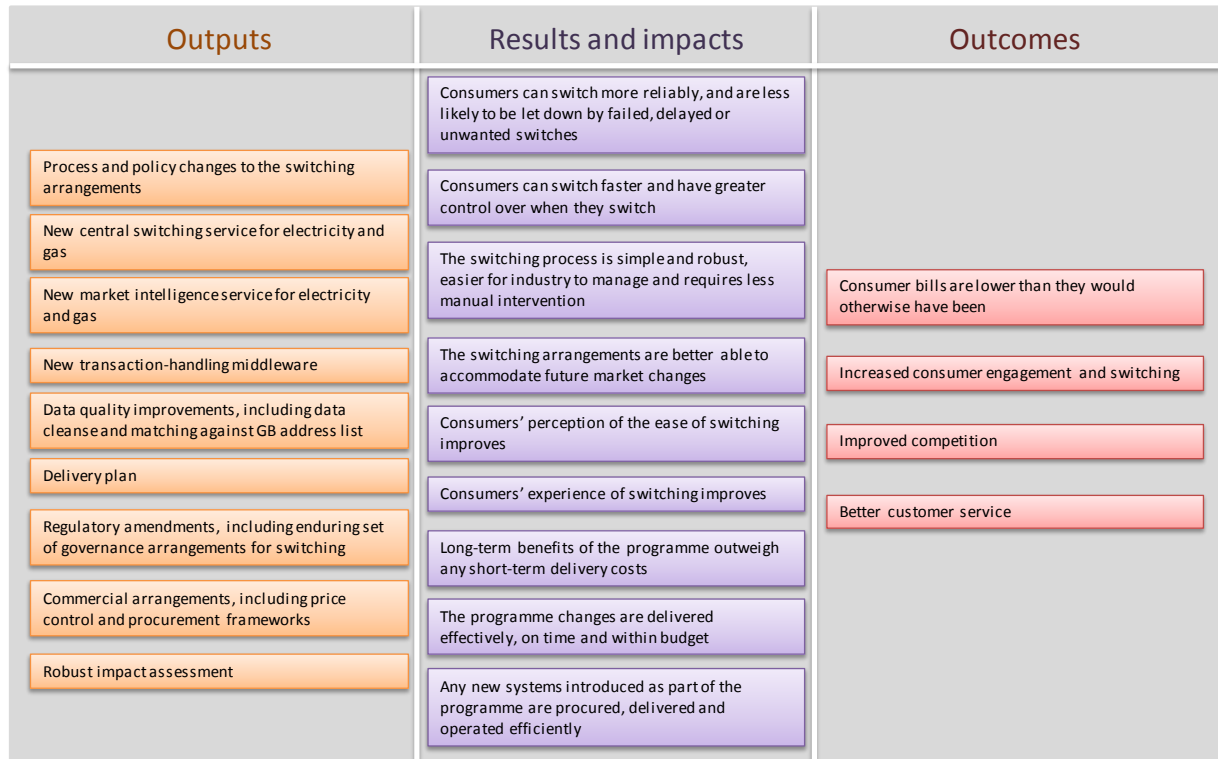 Outputs
Process and policy changes to the switching
arrangements
New central switching service for electricity and
gas
New market intelligence service for electricity
and gas
New transaction-handling middleware
Data quality improvements, including data
cleanse and matching against GB address list
Delivery plan
Regulatory amendments, including enduring set
of governance arrangements for switching
Commercial arrangements, including price
control and procurement frameworks
Robust impact assessment
Results and impacts
Consumers can switch more reliably, and are less
likely to be let down by failed, delayed or
unwanted switches
Consumers can switch faster and have greater
control over when they switch
The switching process is simple and robust,
easier for industry to manage and requires less
manual intervention
The switching arrangements are better able to
accommodate future market changes
Consumers’ perception of the ease of switching
improves
Consumers’ experience of switching improves
Long-term benefits of the programme outweigh
any short-term delivery costs
The programme changes are delivered
effectively, on time and within budget
Any new systems introduced as part of the
programme are procured, delivered and
operated efficiently
Outcomes
Consumer bills are lower than they would
otherwise have been
Increased consumer engagement and switching
Improved competition
Better customer service